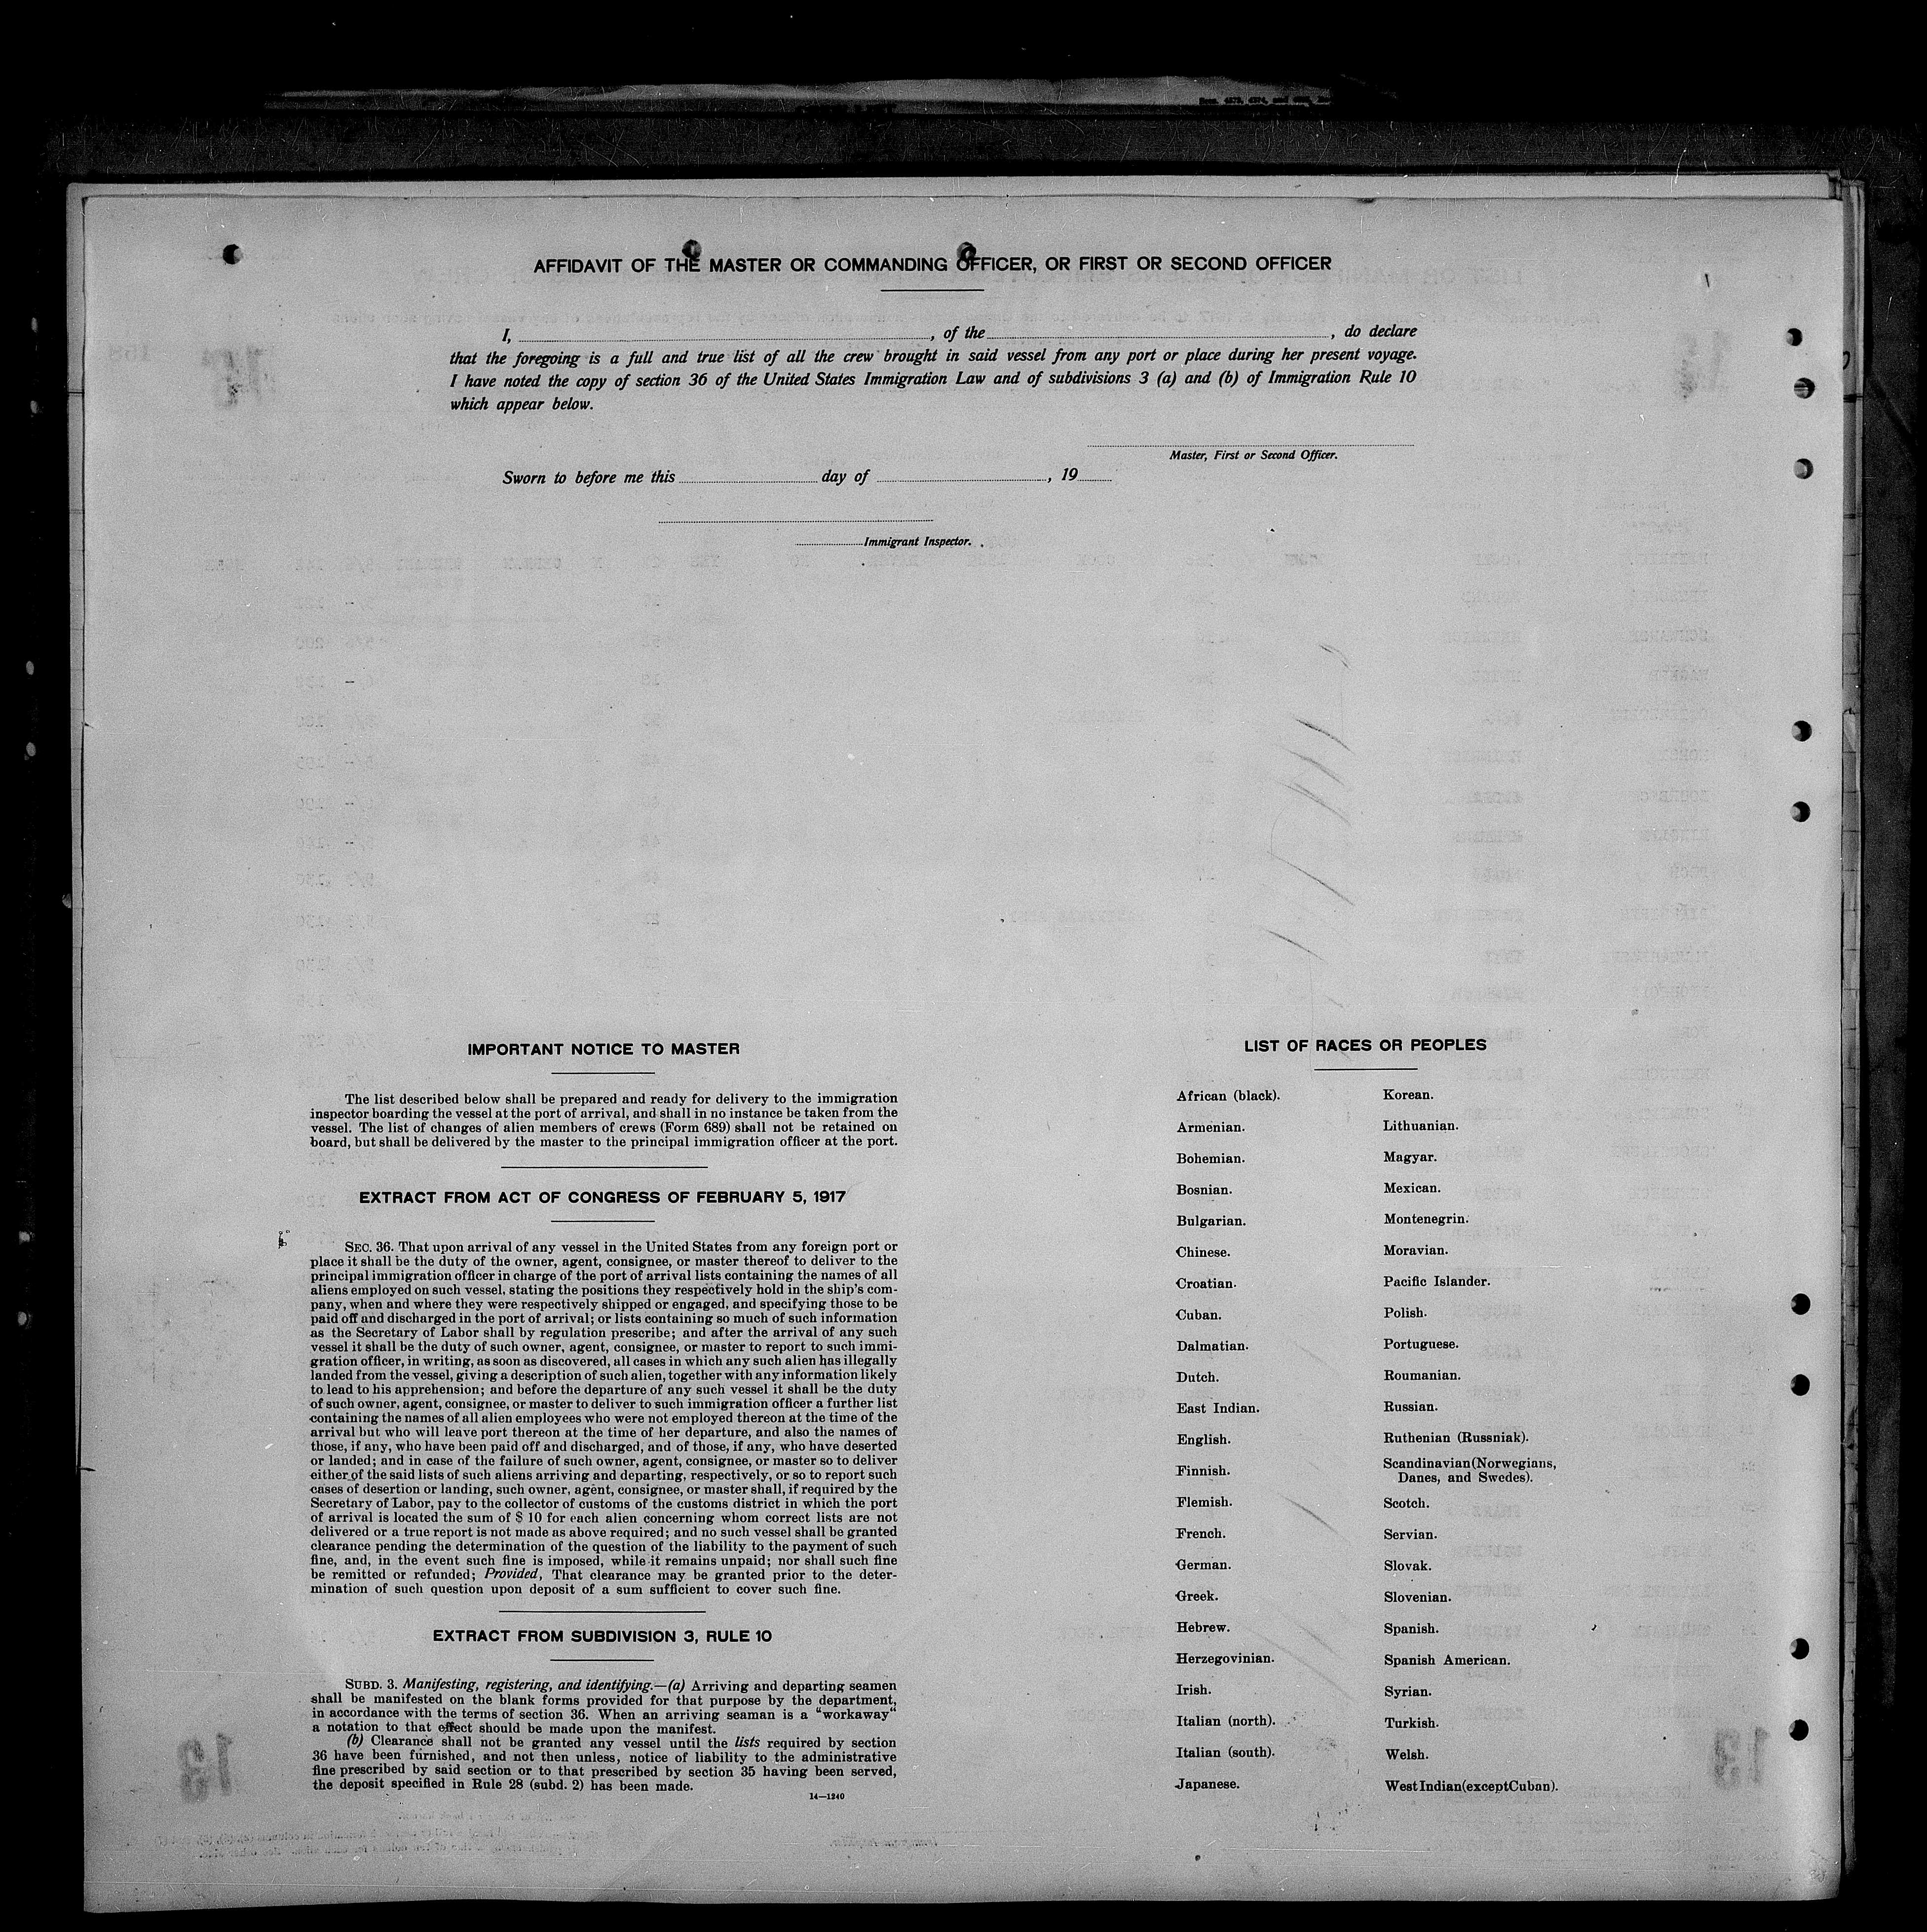 AFFIDAVIT OF THE MASTER OR COMMANDING OFFICER, OR FIRST OR SECOND OFFICER
I, , of the , do declare
that the foregoing is a full and true list of all the crew brought in said vessel from any port or place during her present voyage.
I have noted the copy of section 36 of the United States Immigration Law and of subdivisions 3 (a) and (b) of Immigration Rule 10
which appear below.
Master, First or Second Officer.
Sworn to before me this day of , 19
Immigrant Inspector.
IMPORTANT NOTICE TO MASTER
The list described below shall be prepared and ready for delivery to the immigration
inspector boarding the vessel at the port of arrival, and shall in no instance be taken from the
vessel. The list of changes of alien members of crews (Form 689) shall not be retained on
board, but shall be delivered by the master to the principal immigration officer at the port.
EXTRACT FROM ACT OF CONGRESS OF FEBRUARY 5, 1917
SEC. 36. That upon arrival of any vessel in the United States from any foreign port or
place it shall be the duty of the owner, agent, consignee, or master thereof to deliver to the
principal immigration officer in charge of the port of arrival lists containing the names of all
aliens employed on such vessel, stating the positions they respectively hold in the ship's com-
pany, when and where they were respectively shipped or engaged, and specifying those to be
paid off and discharged in the port of arrival; or lists containing so much of such information
as the Secretary of Labor shall by regulation prescribe; and after the arrival of any such
vessel it shall be the duty of such owner, agent, consignee, or master to report to such immi-
gration officer, in writing, as soon as discovered, all cases in which any such alien has illegally
landed from the vessel, giving a description of such alien, together with any information likely
to lead to his apprehension; and before the departure of any such vessel it shall be the duty
of such owner, agent, consignee, or master to deliver to such immigration officer a further list
containing the names of all alien employees who were not employed thereon at the time of the
arrival but who will leave port thereon at the time of her departure, and also the names of
those, if any, who have been paid off and discharged, and of those, if any, who have deserted
or landed; and in case of the failure of such owner, agent, consignee, or master so to deliver
either of the said lists of such aliens arriving and departing, respectively, or so to report such
cases of desertion or landing, such owner, agent, consignee, or master shall, if required by the
Secretary of Labor, pay to the collector of customs of the customs district in which the port
of arrival is located the sum of $ 10 for each alien concerning whom correct lists are not
delivered or a true report is not made as above required; and no such vessel shall be granted
clearance pending the determination of the question of the liability to the payment of such
fine, and, in the event such fine is imposed, while it remains unpaid; nor shall such fine
be remitted or refunded; Provided, That clearance may be granted prior to the deter-
mination of such question upon deposit of a sum sufficient to cover such fine.
EXTRACT FROM SUBDIVISION 3, RULE 10
SUBD. 3. Manifesting, registering, and identifying.—(a) Arriving and departing seamen
shall be manifested on the blank forms provided for that purpose by the department,
in accordance with the terms of section 36. When an arriving seaman is a "workaway"
a notation to that effect should be made upon the manifest.
(b) Clearance shall not be granted any vessel until the lists required by section
36 have been furnished, and not then unless, notice of liability to the administrative
fine prescribed by said section or to that prescribed by section 35 having been served,
the deposit specified in Rule 28 (subd. 2) has been made.
14—1240
LIST OF RACES OR PEOPLES
African (black).
Armenian.
Bohemian.
Bosnian.
Bulgarian.
Chinese.
Croatian.
Cuban.
Dalmatian.
Dutch.
East Indian.
English.
Finnish.
Flemish.
French.
German.
Greek.
Hebrew.
Herzegovinian.
Irish.
Italian (north).
Italian (south).
Japanese.
Korean.
Lithuanian.
Magyar.
Mexican.
Montenegrin.
Moravian.
Pacific Islander.
Polish.
Portuguese.
Roumanian.
Russian.
Ruthenian (Russniak).
Scandinavian (Norwegians,
Danes, and Swedes).
Scotch.
Servian.
Slovak.
Slovenian.
Spanish.
Spanish American.
Syrian.
Turkish.
Welsh.
West Indian (except Cuban).